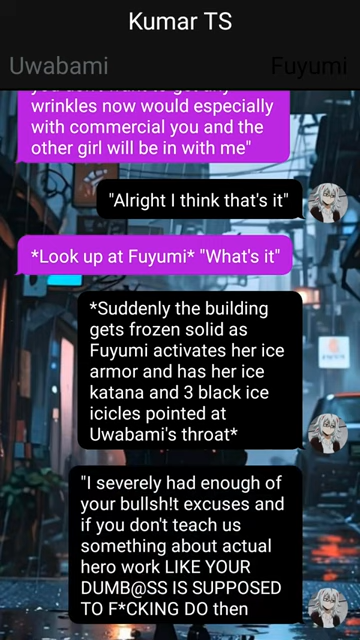 Kumar TS
Uwabami
Fuyumi
wrinkles now would especially
with commercial you and the
other girl will be in with me"
"Alright I think that's it"
*Look up at Fuyumi* "What's it"
*Suddenly the building
gets frozen solid as
Fuyumi activates her ice
armor and has her ice
katana and 3 black ice
icicles pointed at
Uwabami's throat*
"I severely had enough of
your bullsh!t excuses and
if you don't teach us
something about actual
hero work LIKE YOUR
DUMB@SS IS SUPPOSED
TO F*CKING DO then